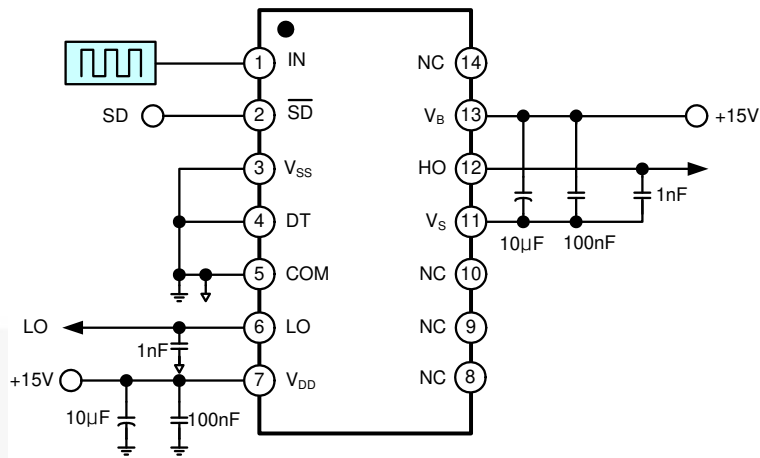 1 IN
SD 2 S̅D̅
3 V_SS
4 DT
5 COM
LO 6 LO
1nF
+15V 7 V_DD
10µF 100nF
NC 14
V_B 13 +15V
HO 12
1nF
V_S 11
10µF 100nF
NC 10
NC 9
NC 8